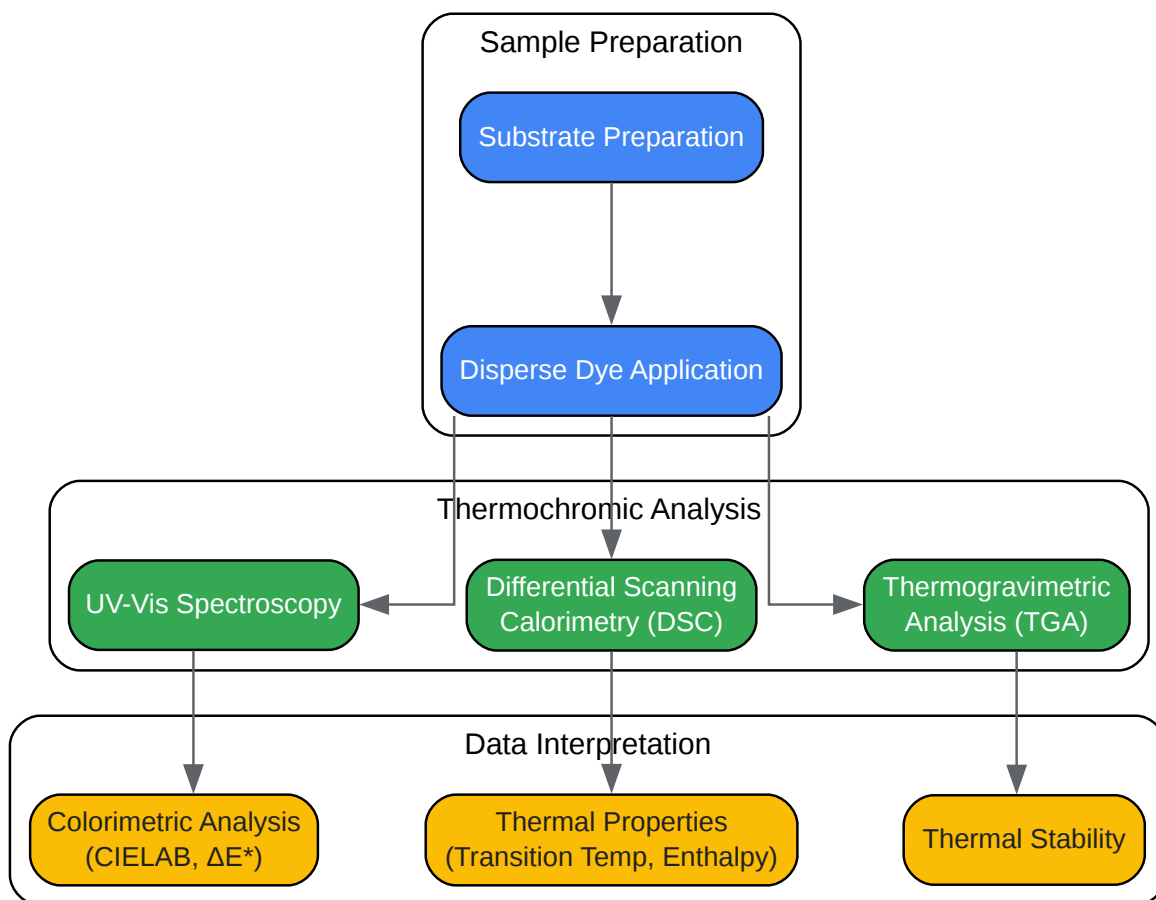 Sample Preparation
Substrate Preparation
Disperse Dye Application
Thermochromic Analysis
UV-Vis Spectroscopy
Differential Scanning
Calorimetry (DSC)
Thermogravimetric
Analysis (TGA)
Data Interpretation
Colorimetric Analysis
(CIELAB, ΔE*)
Thermal Properties
(Transition Temp, Enthalpy)
Thermal Stability